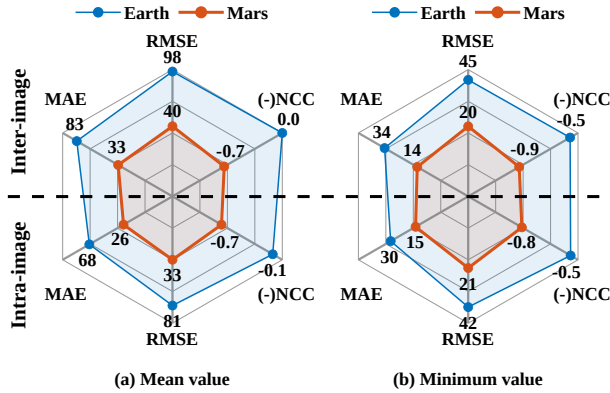 Earth Mars
RMSE
98
(-)NCC
0.0
MAE
83
40
33
-0.7
Inter-image
Intra-image
26
-0.7
68
33
-0.1
MAE
(-)NCC
81
RMSE
(a) Mean value
Earth Mars
RMSE
45
(-)NCC
-0.5
MAE
34
20
14
-0.9
15
-0.8
30
21
-0.5
MAE
(-)NCC
42
RMSE
(b) Minimum value